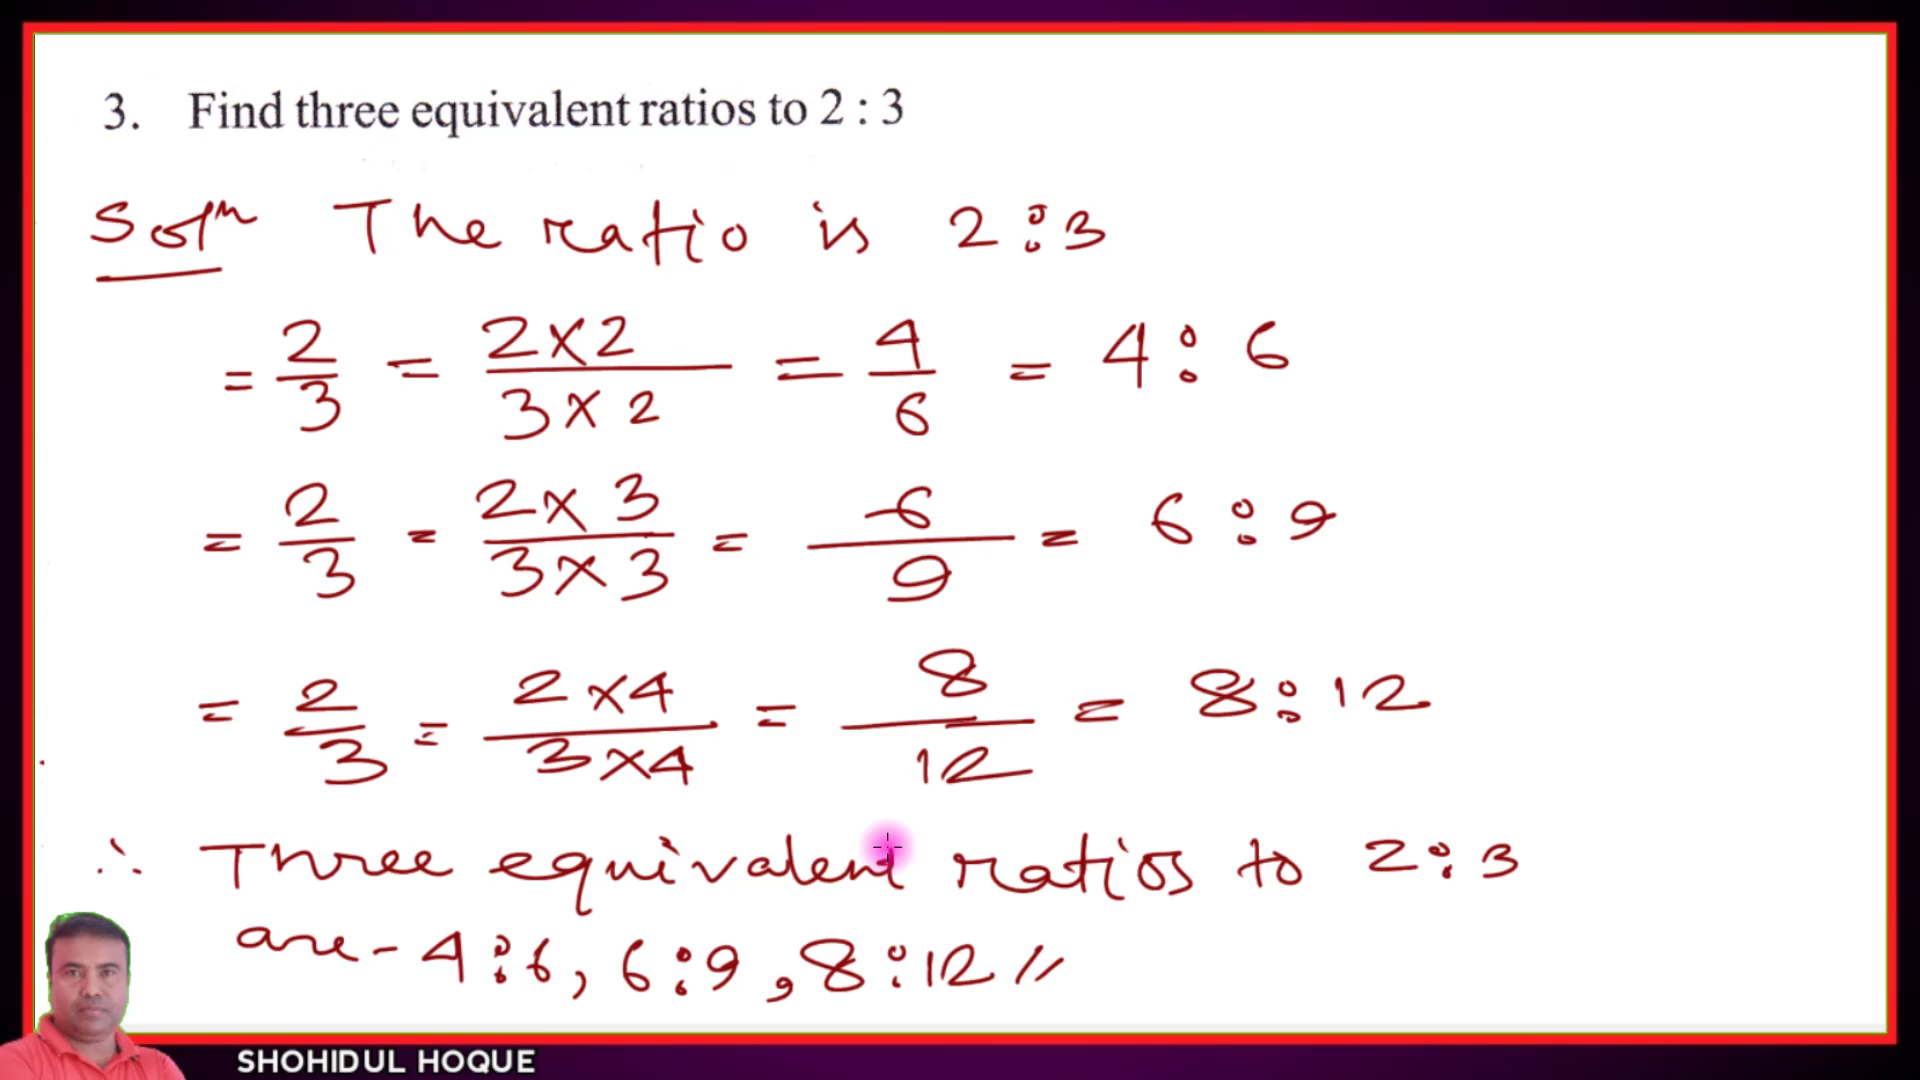 3. Find three equivalent ratios to 2 : 3
Solⁿ The ratio is 2:3
= 2/3 = 2×2/3×2 = 4/6 = 4:6
= 2/3 = 2×3/3×3 = 6/9 = 6:9
= 2/3 = 2×4/3×4 = 8/12 = 8:12
∴ Three equivalent ratios to 2:3
are - 4:6, 6:9, 8:12 //
SHOHIDUL HOQUE